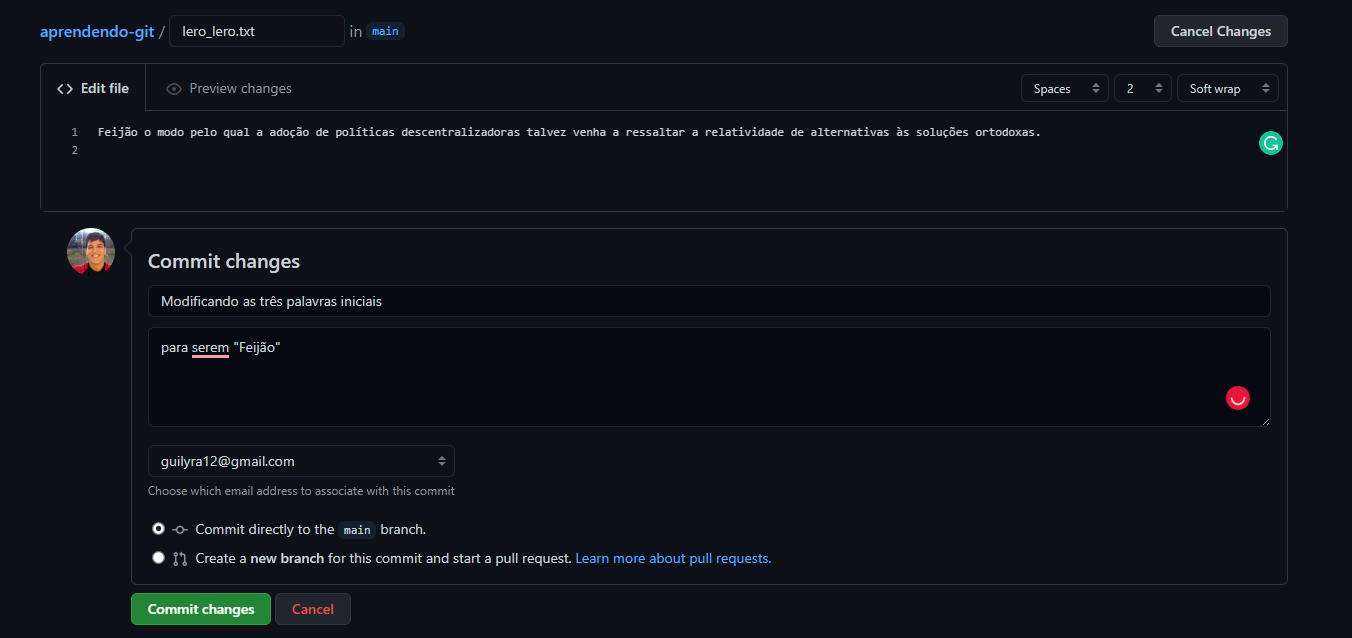 aprendendo-git / lero_lero.txt in main Cancel Changes
Edit file Preview changes Spaces 2 Soft wrap
1 Feijão o modo pelo qual a adoção de políticas descentralizadoras talvez venha a ressaltar a relatividade de alternativas às soluções ortodoxas.
2
Commit changes
Modificando as três palavras iniciais
para serem "Feijão"
guilyra12@gmail.com
Choose which email address to associate with this commit
Commit directly to the main branch.
Create a new branch for this commit and start a pull request. Learn more about pull requests.
Commit changes Cancel